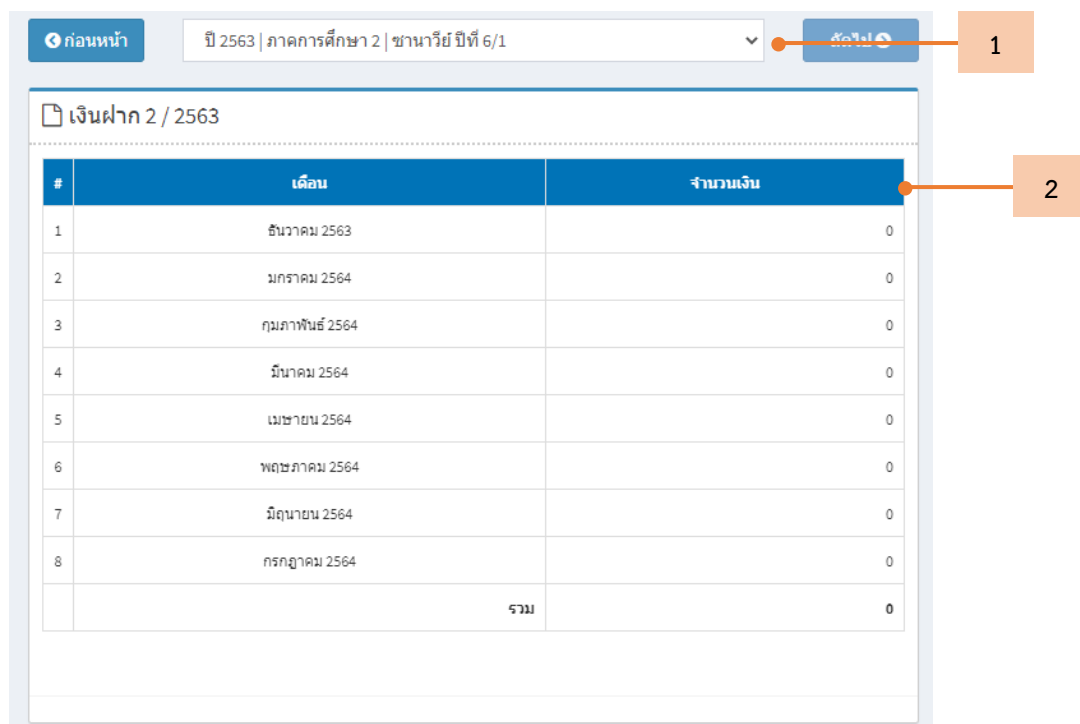 ก่อนหน้า ปี 2563 | ภาคการศึกษา 2 | ซานาวีย์ ปีที่ 6/1 ถัดไป 1
เงินฝาก 2 / 2563
# เดือน จำนวนเงิน 2
1 ธันวาคม 2563 0
2 มกราคม 2564 0
3 กุมภาพันธ์ 2564 0
4 มีนาคม 2564 0
5 เมษายน 2564 0
6 พฤษภาคม 2564 0
7 มิถุนายน 2564 0
8 กรกฎาคม 2564 0
รวม 0